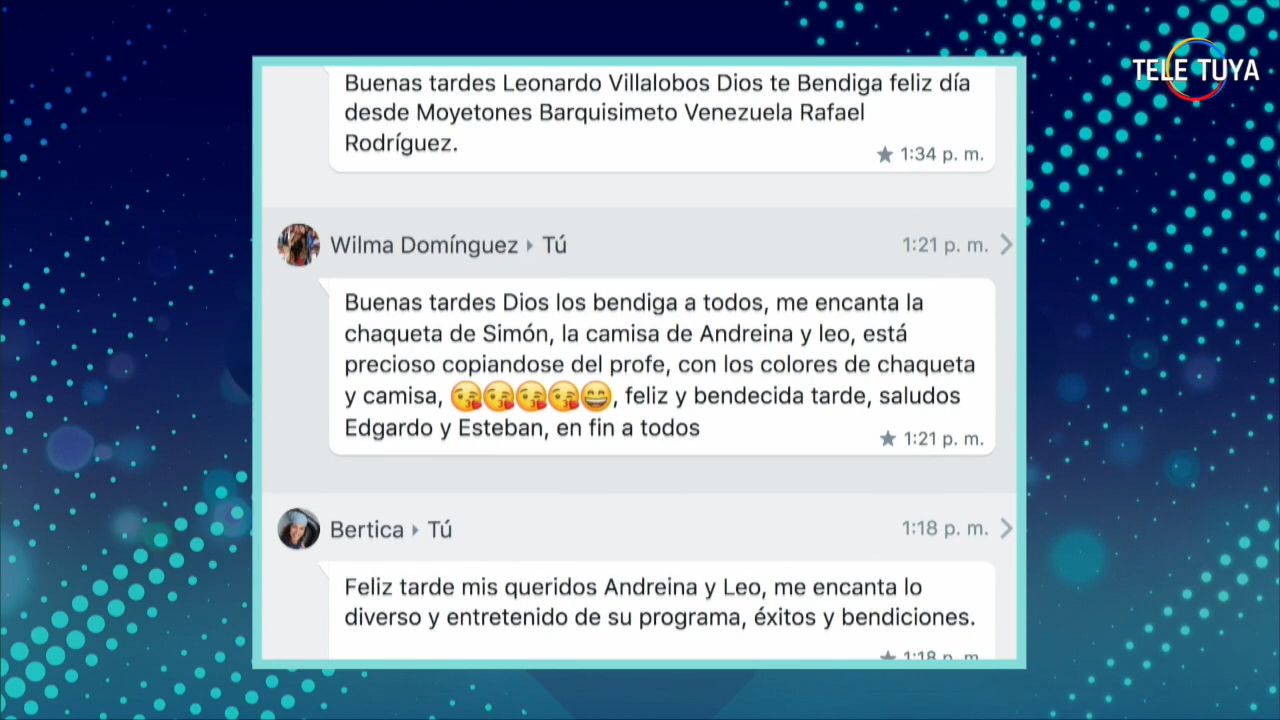 TELE TUYA
Buenas tardes Leonardo Villalobos Dios te Bendiga feliz día
desde Moyetones Barquisimeto Venezuela Rafael
Rodríguez.
★ 1:34 p. m.
Wilma Domínguez ▸ Tú
1:21 p. m.
Buenas tardes Dios los bendiga a todos, me encanta la
chaqueta de Simón, la camisa de Andreina y leo, está
precioso copiandose del profe, con los colores de chaqueta
y camisa, 😘😘😘😘😄, feliz y bendecida tarde, saludos
Edgardo y Esteban, en fin a todos
★ 1:21 p. m.
Bertica ▸ Tú
1:18 p. m.
Feliz tarde mis queridos Andreina y Leo, me encanta lo
diverso y entretenido de su programa, éxitos y bendiciones.
★ 1:18 p. m.